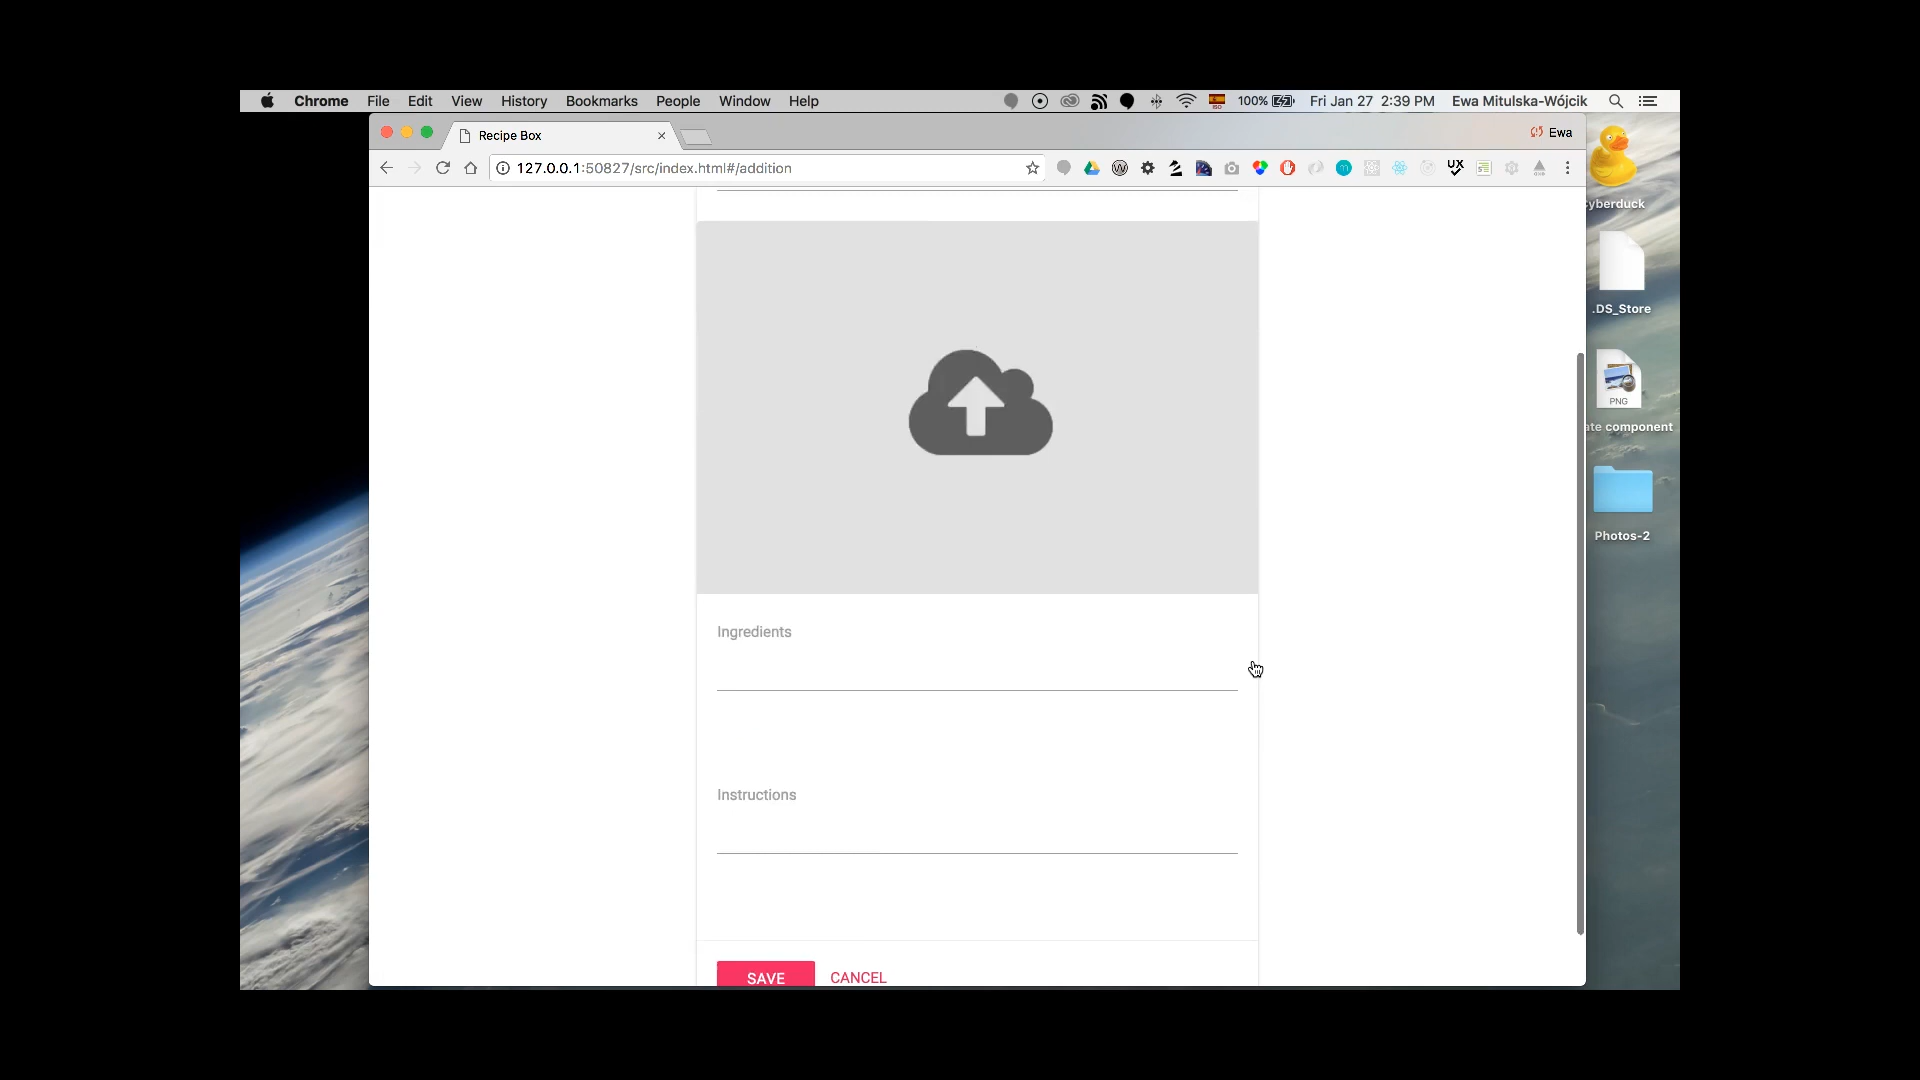 Chrome File Edit View History Bookmarks People Window Help 100% Fri Jan 27 2:39 PM Ewa Mitulska-Wójcik
Recipe Box
Ewa
127.0.0.1:50827/src/index.html#/addition
UX
yberduck
.DS_Store
PNG
ate component
Photos-2
Ingredients
Instructions
SAVE CANCEL